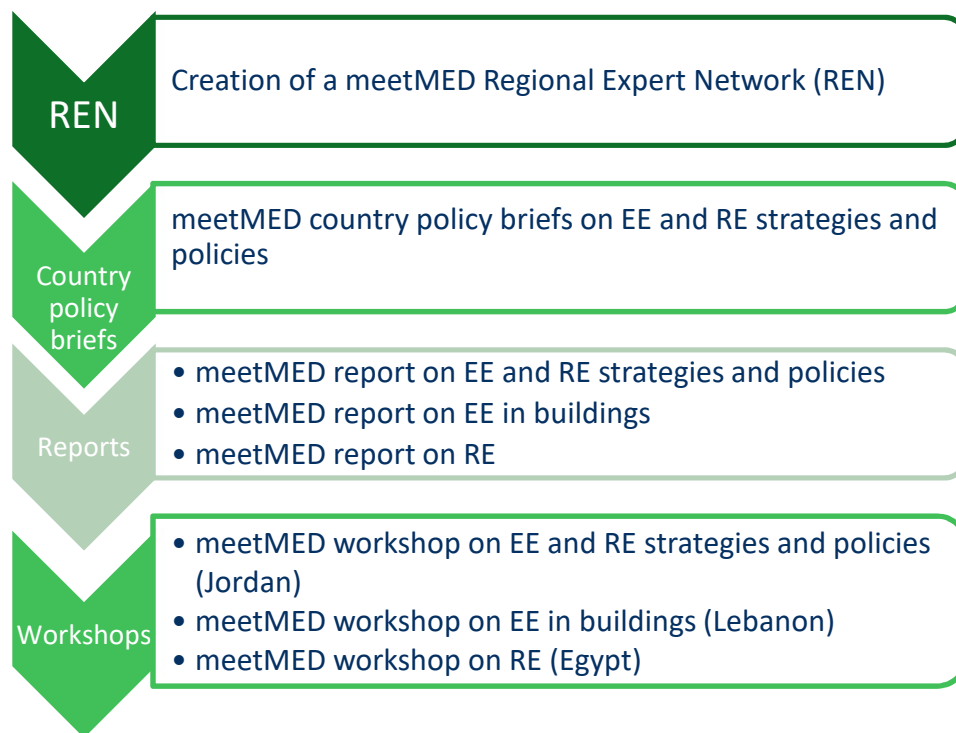 REN
Creation of a meetMED Regional Expert Network (REN)
Country
policy
briefs
meetMED country policy briefs on EE and RE strategies and
policies
Reports
• meetMED report on EE and RE strategies and policies
• meetMED report on EE in buildings
• meetMED report on RE
Workshops
• meetMED workshop on EE and RE strategies and policies
(Jordan)
• meetMED workshop on EE in buildings (Lebanon)
• meetMED workshop on RE (Egypt)